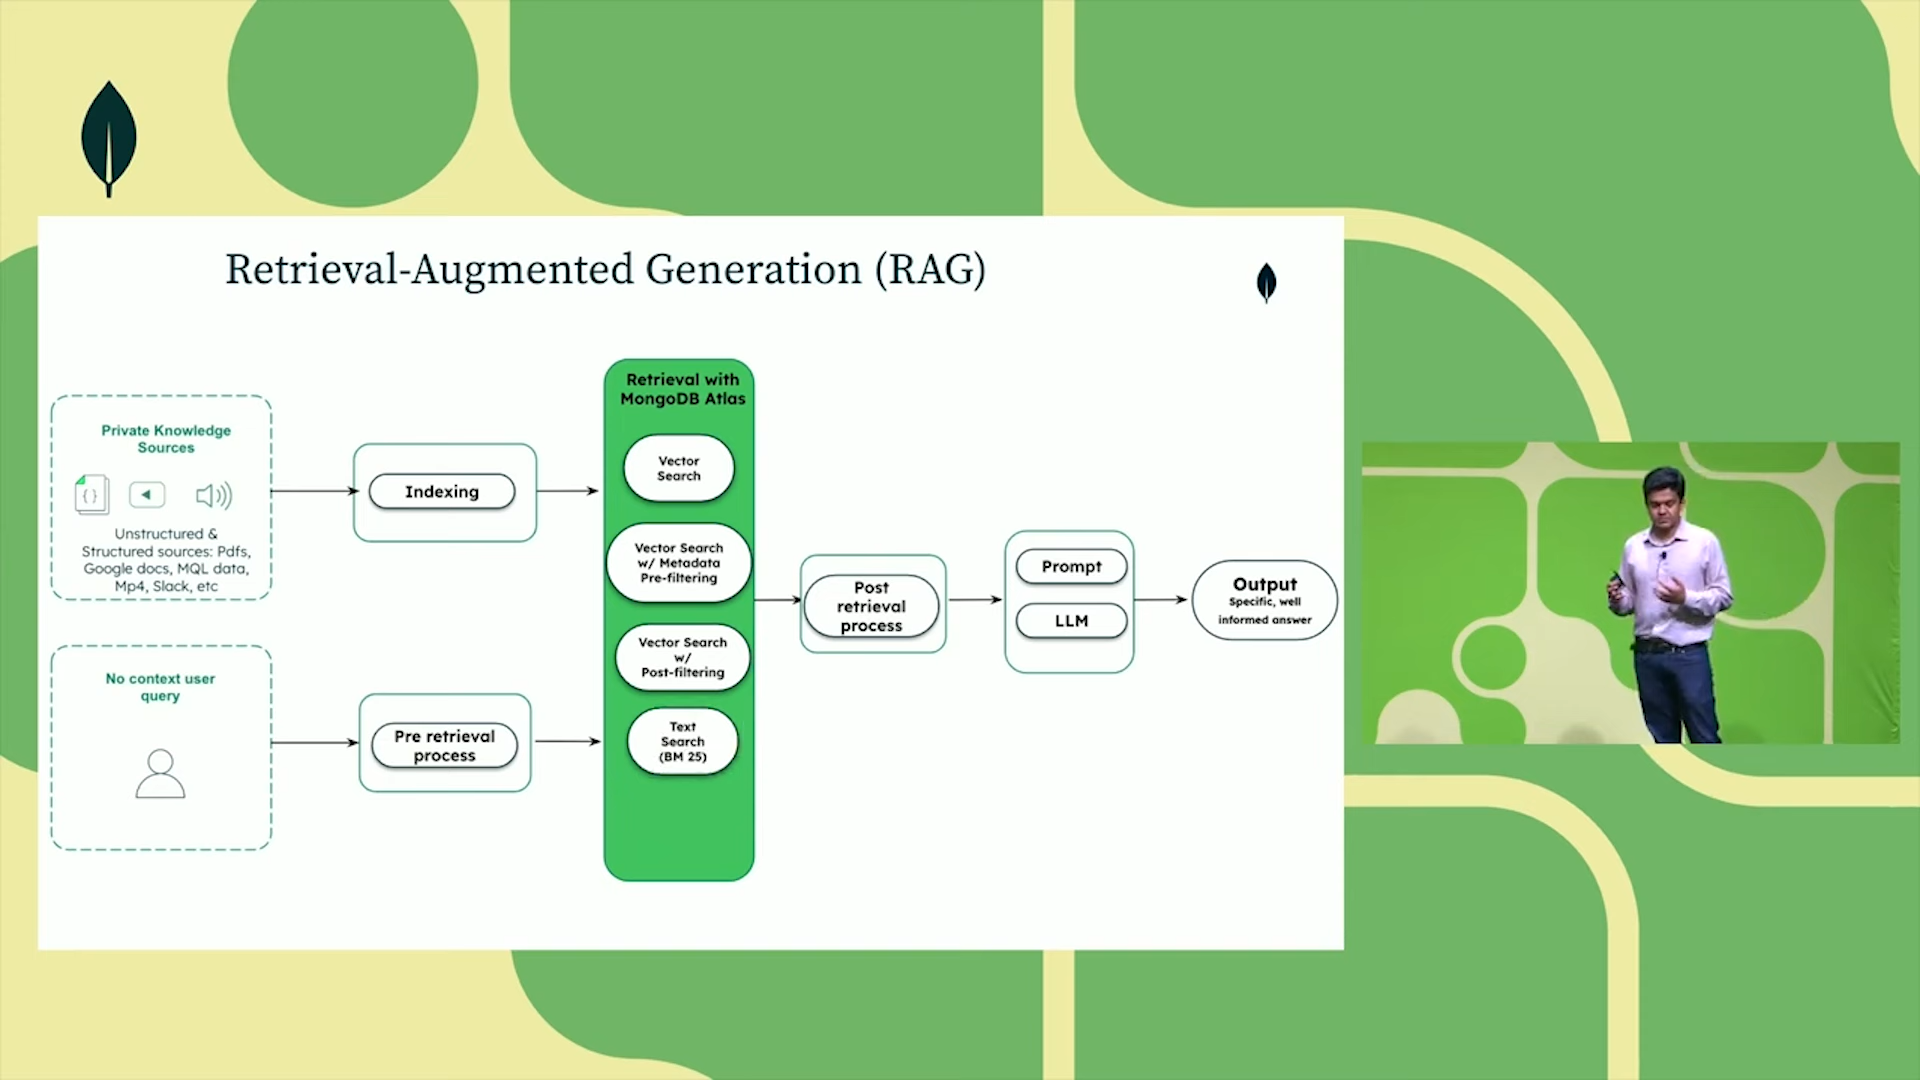 Retrieval-Augmented Generation (RAG)
Private Knowledge
Sources
{ }
Unstructured &
Structured sources: Pdfs,
Google docs, MQL data,
Mp4, Slack, etc
Indexing
No context user
query
Pre retrieval
process
Retrieval with
MongoDB Atlas
Vector
Search
Vector Search
w/ Metadata
Pre-filtering
Vector Search
w/
Post-filtering
Text
Search
(BM 25)
Post
retrieval
process
Prompt
LLM
Output
Specific, well
informed answer